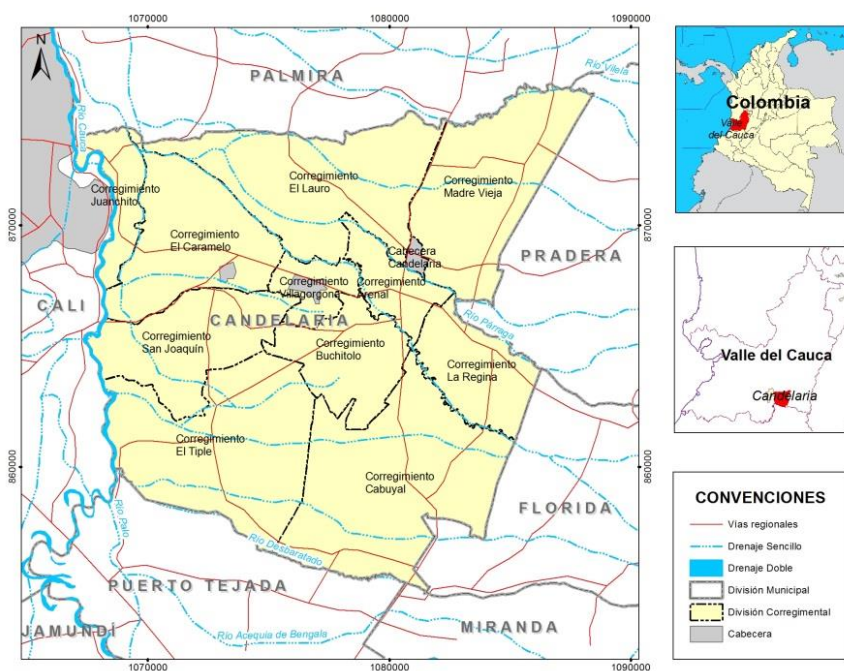 1070000
1080000
1090000
N
PALMIRA
Río Vilela
Río Cauca
Corregimiento
Juanchito
Corregimiento
El Lauro
Corregimiento
Madre Vieja
870000
870000
Corregimiento
El Caramelo
Cabecera
Candelaria
PRADERA
Corregimiento
Villagorgona
Corregimiento
Arenal
CALI
CANDELARIA
Río Párraga
Corregimiento
San Joaquín
Corregimiento
Buchitolo
Corregimiento
La Regina
Corregimiento
El Tiple
860000
860000
Corregimiento
Cabuyal
FLORIDA
Río Palo
Río Desbaratado
PUERTO TEJADA
JAMUNDÍ
Río Acequia de Bengala
MIRANDA
1070000
1080000
1090000
Colombia
Valle
del Cauca
Valle del Cauca
Candelaria
CONVENCIONES
Vías regionales
Drenaje Sencillo
Drenaje Doble
División Municipal
División Corregimental
Cabecera